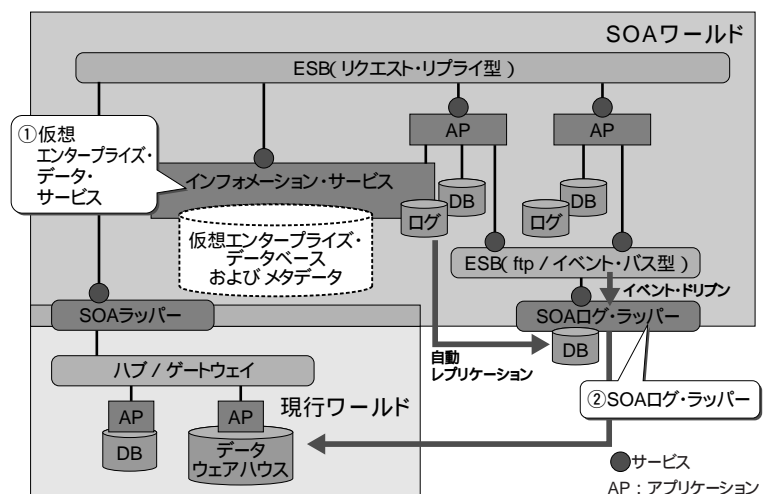 SOAワールド
ESB(リクエスト・リプライ型)
①仮想
エンタープライズ・
データ・
サービス
AP
AP
インフォメーション・サービス
DB
ログ
DB
ログ
仮想エンタープライズ・
データベース
および メタデータ
ESB( ftp / イベント・バス型 )
イベント・ドリブン
SOAラッパー
SOAログ・ラッパー
DB
自動
レプリケーション
ハブ / ゲートウェイ
②SOAログ・ラッパー
現行ワールド
AP
DB
AP
データ
ウェアハウス
サービス
AP : アプリケーション